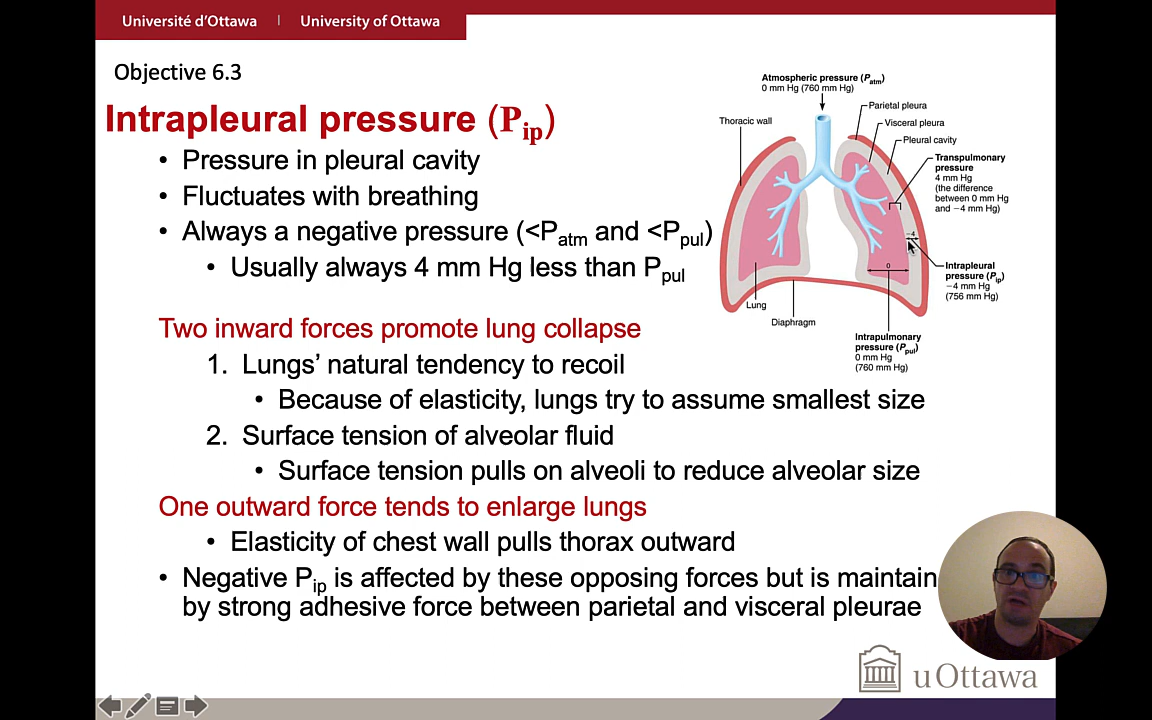 Université d'Ottawa | University of Ottawa
Objective 6.3
Intrapleural pressure (Pip)
• Pressure in pleural cavity
• Fluctuates with breathing
• Always a negative pressure (<Patm and <Ppul)
• Usually always 4 mm Hg less than Ppul
Two inward forces promote lung collapse
1. Lungs' natural tendency to recoil
• Because of elasticity, lungs try to assume smallest size
2. Surface tension of alveolar fluid
• Surface tension pulls on alveoli to reduce alveolar size
One outward force tends to enlarge lungs
• Elasticity of chest wall pulls thorax outward
• Negative Pip is affected by these opposing forces but is maintain
by strong adhesive force between parietal and visceral pleurae
Atmospheric pressure (Patm)
0 mm Hg (760 mm Hg)
Parietal pleura
Thoracic wall
Visceral pleura
Pleural cavity
Transpulmonary
pressure
4 mm Hg
(the difference
between 0 mm Hg
and −4 mm Hg)
−4
Intrapleural
pressure (Pip)
−4 mm Hg
(756 mm Hg)
0
Lung
Diaphragm
Intrapulmonary
pressure (Ppul)
0 mm Hg
(760 mm Hg)
uOttawa